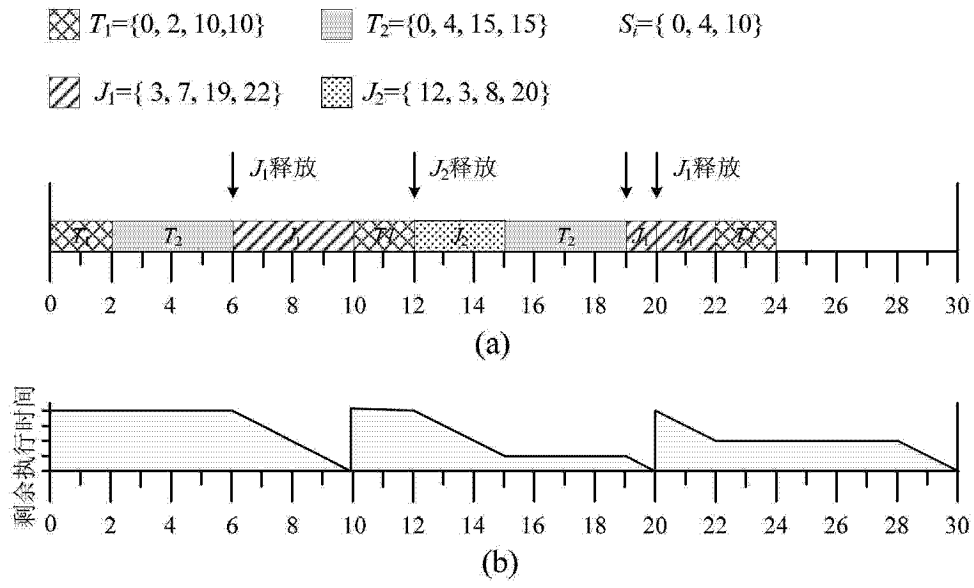 T1={0, 2, 10,10} T2={0, 4, 15, 15} Si={ 0, 4, 10}
J1={ 3, 7, 19, 22} J2={ 12, 3, 8, 20}
J1释放 J2释放 J1释放
T1 T2 J1 T1 J2 T2 J1 J1 T1
0 2 4 6 8 10 12 14 16 18 20 22 24 26 28 30
(a)
剩余执行时间
0 2 4 6 8 10 12 14 16 18 20 22 24 26 28 30
(b)